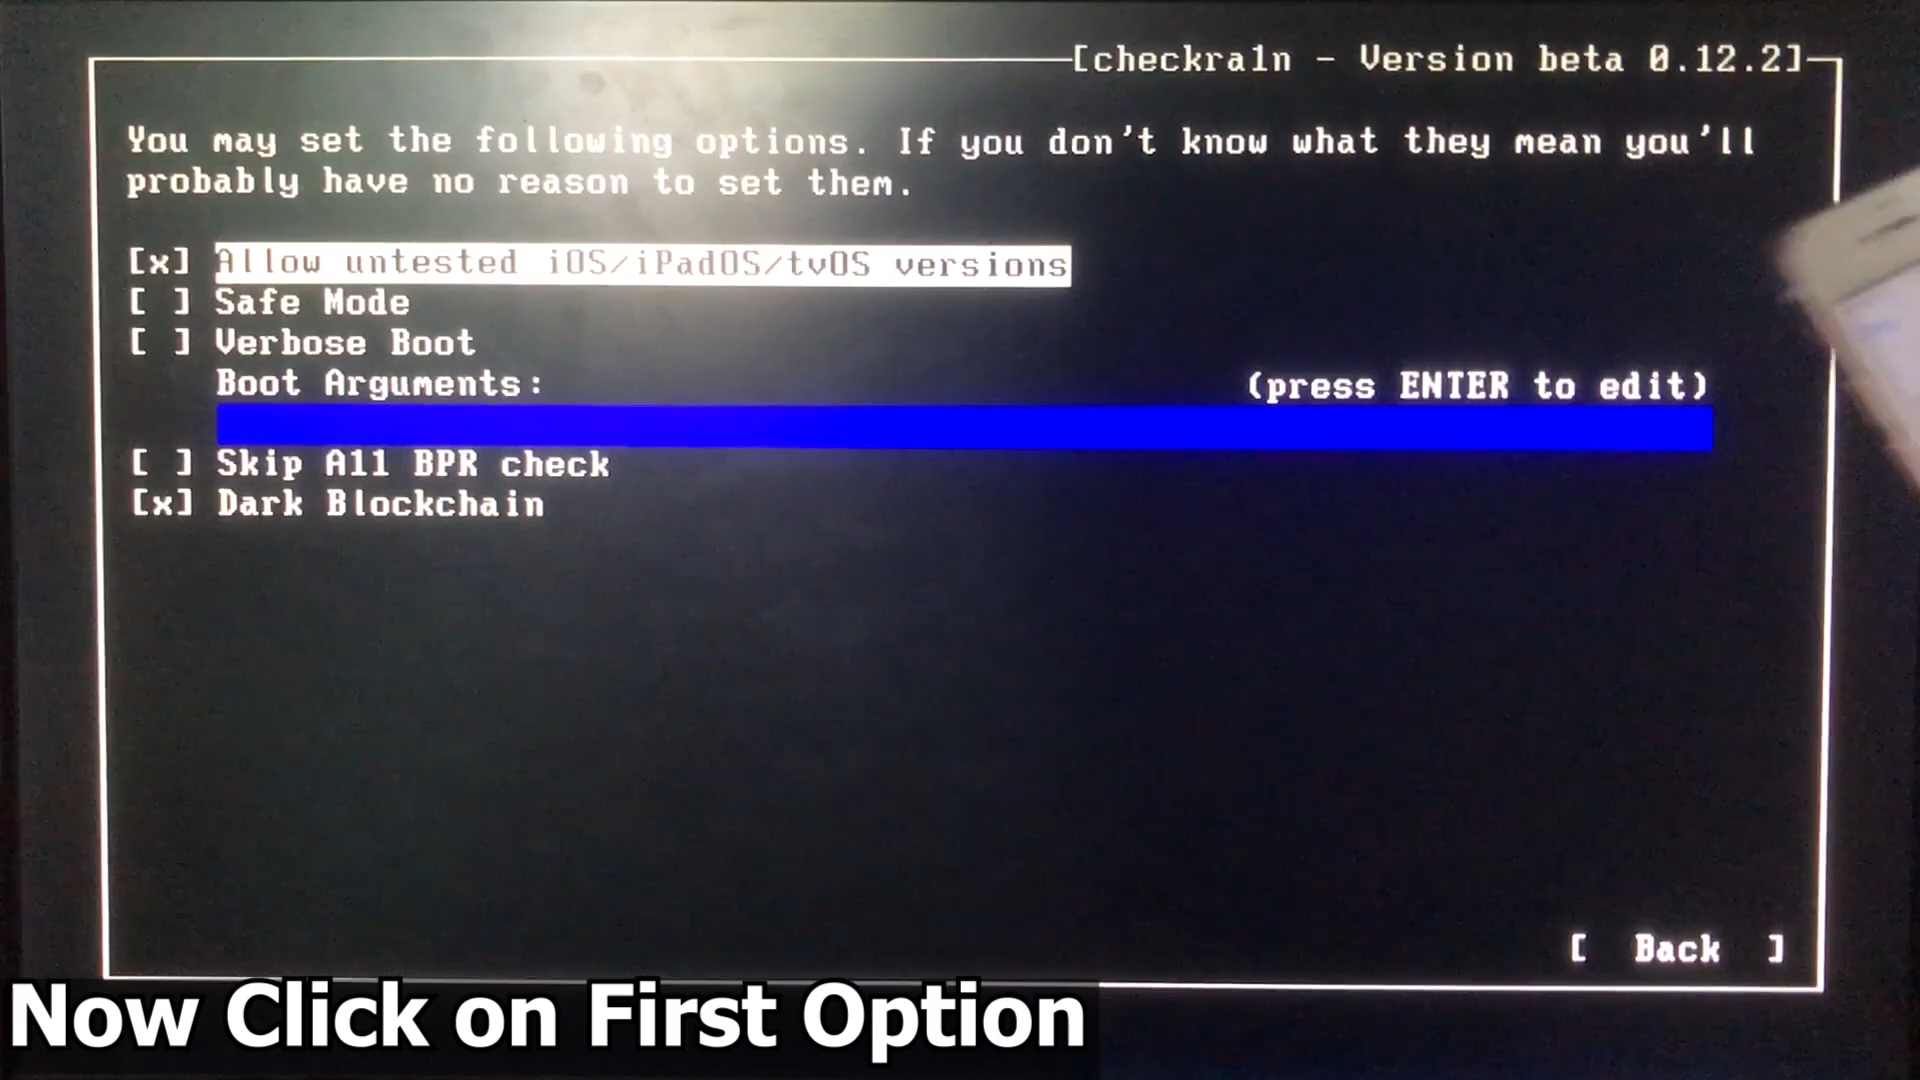 [checkra1n - Version beta 0.12.2]
You may set the following options. If you don't know what they mean you'll
probably have no reason to set them.
[x] Allow untested iOS/iPadOS/tvOS versions
[ ] Safe Mode
[ ] Verbose Boot
Boot Arguments: (press ENTER to edit)
[ ] Skip A11 BPR check
[x] Dark Blockchain
[ Back ]
Now Click on First Option